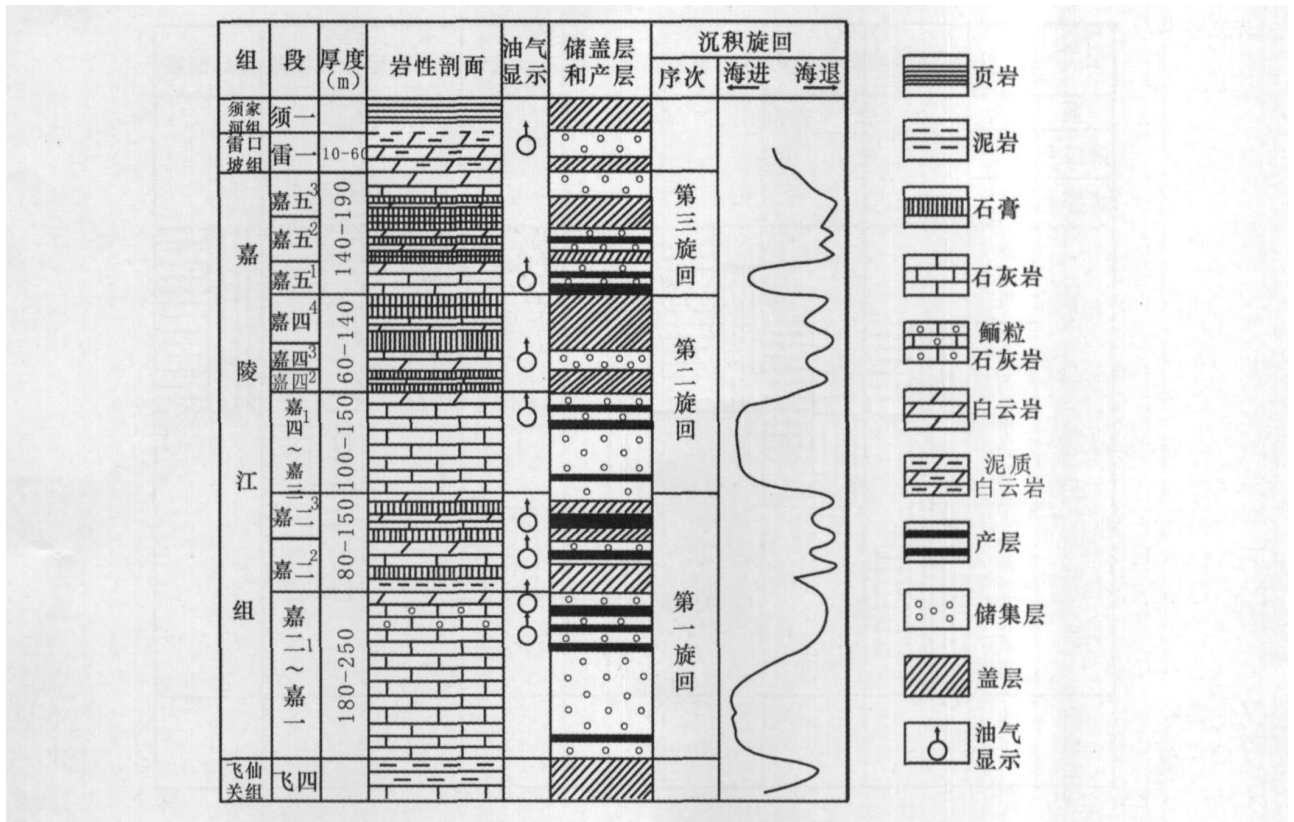 组 段 厚度 岩性剖面 油气 储盖层 沉积旋回
(m) 显示 和产层 序次 海进 海退
须家
河组
须一
雷口
坡组
雷一
10-60
嘉
陵
江
组
嘉五3
嘉五2
嘉五1
140-190
嘉四4
嘉四3
嘉四2
60-140
嘉
四1
~
嘉
三
100-150
嘉二3
嘉二2
80-150
嘉
二1
~
嘉
一
180-250
飞仙
关组
飞四
第三旋回
第二旋回
第一旋回
页岩
泥岩
石膏
石灰岩
鲕粒
石灰岩
白云岩
泥质
白云岩
产层
储集层
盖层
油气
显示